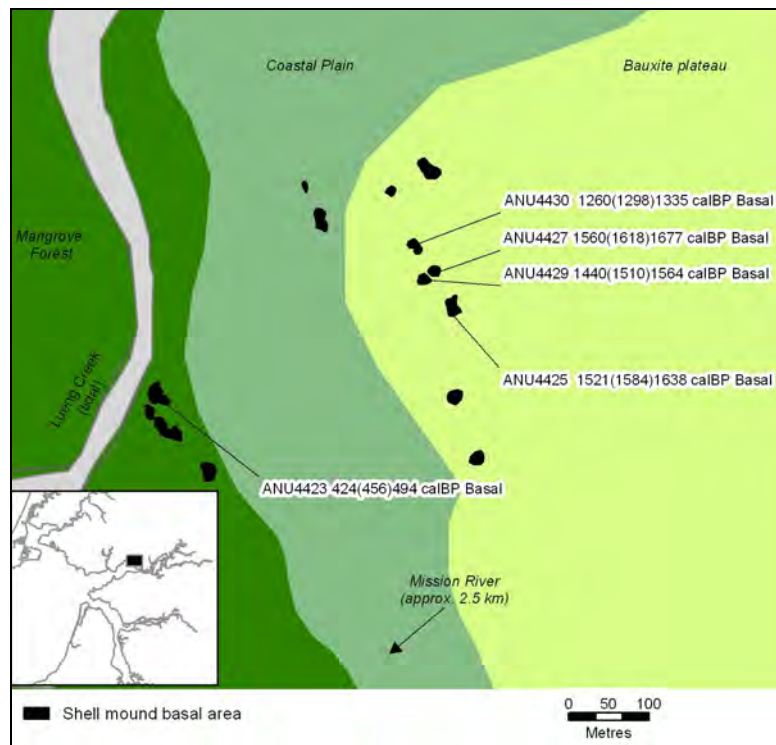 Coastal Plain
Bauxite plateau
ANU4430 1260(1298)1335 calBP Basal
ANU4427 1560(1618)1677 calBP Basal
Mangrove
Forest
ANU4429 1440(1510)1564 calBP Basal
ANU4425 1521(1584)1638 calBP Basal
Lueng Creek
(tidal)
ANU4423 424(456)494 calBP Basal
Mission River
(approx. 2.5 km)
Shell mound basal area
0 50 100
Metres